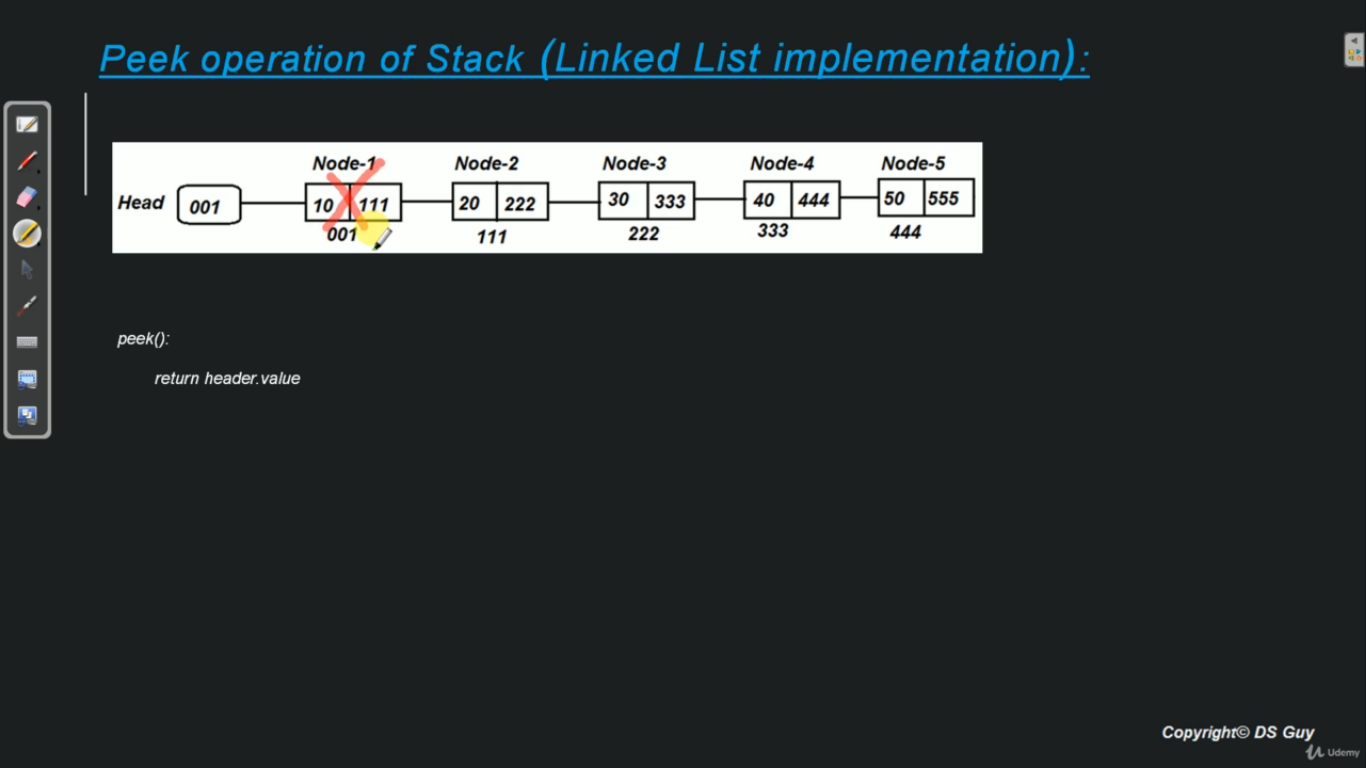 Peek operation of Stack (Linked List implementation):
Node-1 Node-2 Node-3 Node-4 Node-5
Head 001 10 111 20 222 30 333 40 444 50 555
001 111 222 333 444
peek():
return header.value
Copyright© DS Guy
Udemy